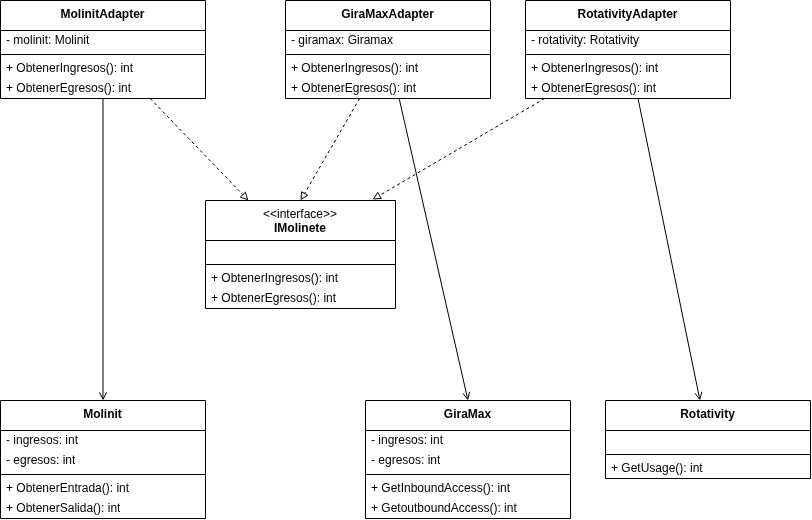 MolinitAdapter
- molinit: Molinit
+ ObtenerIngresos(): int
+ ObtenerEgresos(): int
GiraMaxAdapter
- giramax: Giramax
+ ObtenerIngresos(): int
+ ObtenerEgresos(): int
RotativityAdapter
- rotativity: Rotativity
+ ObtenerIngresos(): int
+ ObtenerEgresos(): int
<<interface>>
IMolinete
+ ObtenerIngresos(): int
+ ObtenerEgresos(): int
Molinit
- ingresos: int
- egresos: int
+ ObtenerEntrada(): int
+ ObtenerSalida(): int
GiraMax
- ingresos: int
- egresos: int
+ GetInboundAccess(): int
+ GetoutboundAccess(): int
Rotativity
+ GetUsage(): int